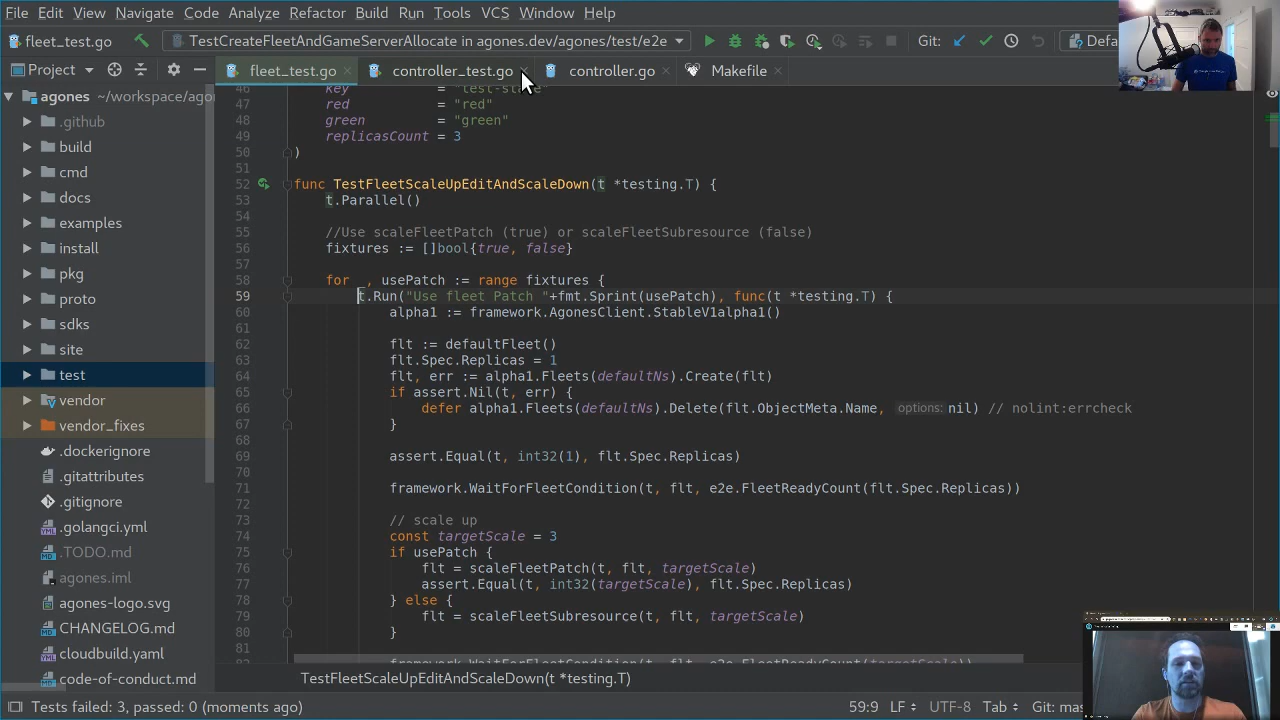 File Edit View Navigate Code Analyze Refactor Build Run Tools VCS Window Help
fleet_test.go TestCreateFleetAndGameServerAllocate in agones.dev/agones/test/e2e Git: Defa
Project fleet_test.go controller_test.go controller.go Makefile
agones ~/workspace/ago
.github
build
cmd
docs
examples
install
pkg
proto
sdks
site
test
vendor
vendor_fixes
.dockerignore
.gitattributes
.gitignore
.golangci.yml
.TODO.md
agones.iml
agones-logo.svg
CHANGELOG.md
cloudbuild.yaml
code-of-conduct.md
46 key = "test-state"
47 red = "red"
48 green = "green"
49 replicasCount = 3
50 )
51
52 func TestFleetScaleUpEditAndScaleDown(t *testing.T) {
53 t.Parallel()
54
55 //Use scaleFleetPatch (true) or scaleFleetSubresource (false)
56 fixtures := []bool{true, false}
57
58 for _, usePatch := range fixtures {
59 t.Run("Use fleet Patch "+fmt.Sprint(usePatch), func(t *testing.T) {
60 alpha1 := framework.AgonesClient.StableV1alpha1()
61
62 flt := defaultFleet()
63 flt.Spec.Replicas = 1
64 flt, err := alpha1.Fleets(defaultNs).Create(flt)
65 if assert.Nil(t, err) {
66 defer alpha1.Fleets(defaultNs).Delete(flt.ObjectMeta.Name, options: nil) // nolint:errcheck
67 }
68
69 assert.Equal(t, int32(1), flt.Spec.Replicas)
70
71 framework.WaitForFleetCondition(t, flt, e2e.FleetReadyCount(flt.Spec.Replicas))
72
73 // scale up
74 const targetScale = 3
75 if usePatch {
76 flt = scaleFleetPatch(t, flt, targetScale)
77 assert.Equal(t, int32(targetScale), flt.Spec.Replicas)
78 } else {
79 flt = scaleFleetSubresource(t, flt, targetScale)
80 }
81
82 framework.WaitForFleetCondition(t, flt, e2e.FleetReadyCount(targetScale))
TestFleetScaleUpEditAndScaleDown(t *testing.T)
Tests failed: 3, passed: 0 (moments ago) 59:9 LF UTF-8 Tab Git: mas